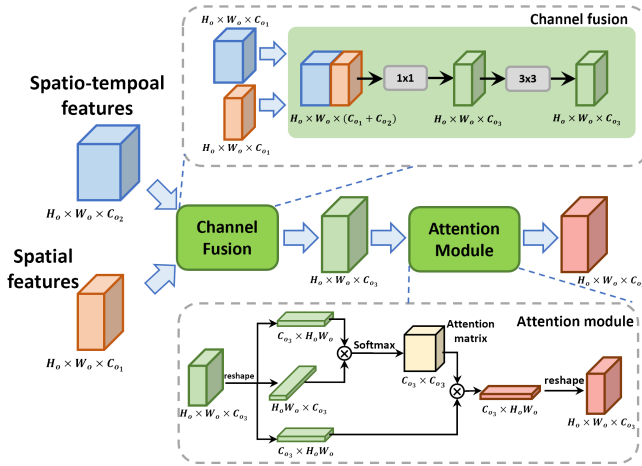 Channel fusion
H_o × W_o × C_{o_1}
Spatio-tempoal
features
1x1
3x3
H_o × W_o × (C_{o_1} + C_{o_2})
H_o × W_o × C_{o_3}
H_o × W_o × C_{o_3}
H_o × W_o × C_{o_1}
H_o × W_o × C_{o_2}
Channel
Fusion
Attention
Module
Spatial
features
H_o × W_o × C_{o_3}
H_o × W_o × C_o
H_o × W_o × C_{o_1}
Attention module
Attention
matrix
C_{o_3} × H_oW_o
Softmax
reshape
C_{o_3} × C_{o_3}
reshape
H_oW_o × C_{o_3}
H_o × W_o × C_{o_3}
C_{o_3} × H_oW_o
H_o × W_o × C_{o_3}
C_{o_3} × H_oW_o